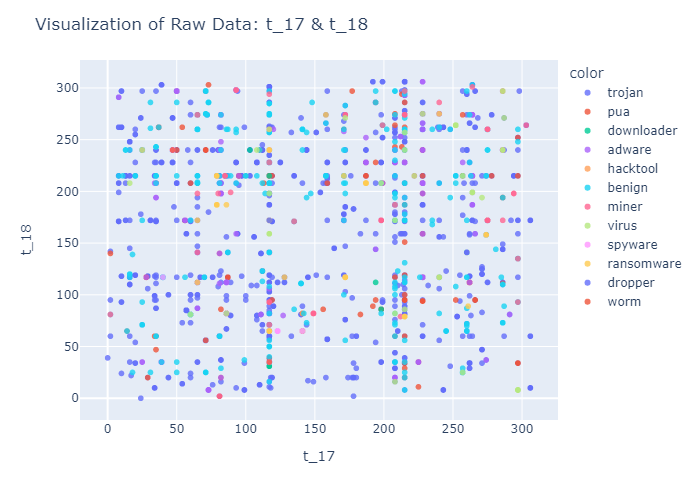 Visualization of Raw Data: t_17 & t_18
color
trojan
pua
downloader
adware
hacktool
benign
miner
virus
spyware
ransomware
dropper
worm
t_18
300
250
200
150
100
50
0
0 50 100 150 200 250 300
t_17